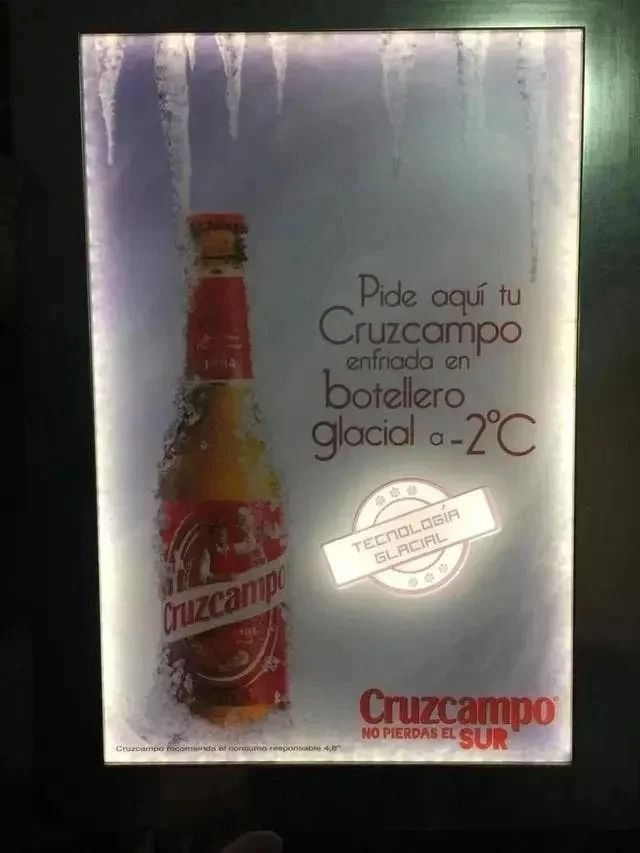 Pide aquí tu
Cruzcampo
enfriada en
botellero
glacial a -2ºC
TECNOLOGÍA
GLACIAL
1904
Cruzcampo
Cruzcampo
NO PIERDAS EL SUR
Cruzcampo recomienda el consumo responsable 4,8º